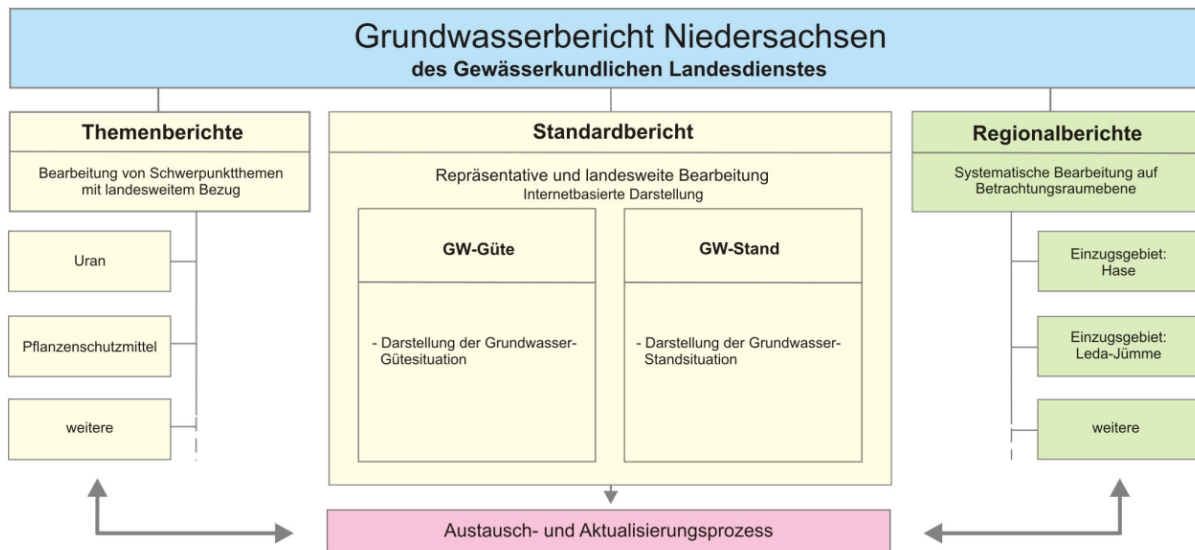 Grundwasserbericht Niedersachsen
des Gewässerkundlichen Landesdienstes
Themenberichte
Bearbeitung von Schwerpunktthemen
mit landesweitem Bezug
Uran
Pflanzenschutzmittel
weitere
Standardbericht
Repräsentative und landesweite Bearbeitung
Internetbasierte Darstellung
GW-Güte
- Darstellung der Grundwasser-
Gütesituation
GW-Stand
- Darstellung der Grundwasser-
Standsituation
Regionalberichte
Systematische Bearbeitung auf
Betrachtungsraumebene
Einzugsgebiet:
Hase
Einzugsgebiet:
Leda-Jümme
weitere
Austausch- und Aktualisierungsprozess